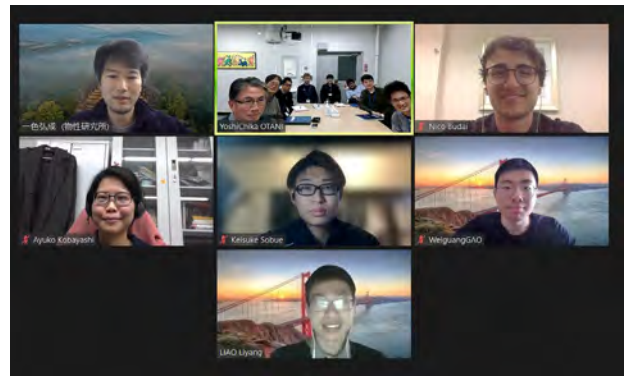 一色弘成 (物性研究所)
YoshiChika OTANI
Nico Budai
Ayuko Kobayashi
Keisuke Sobue
WeiguangGAO
LIAO Liyang